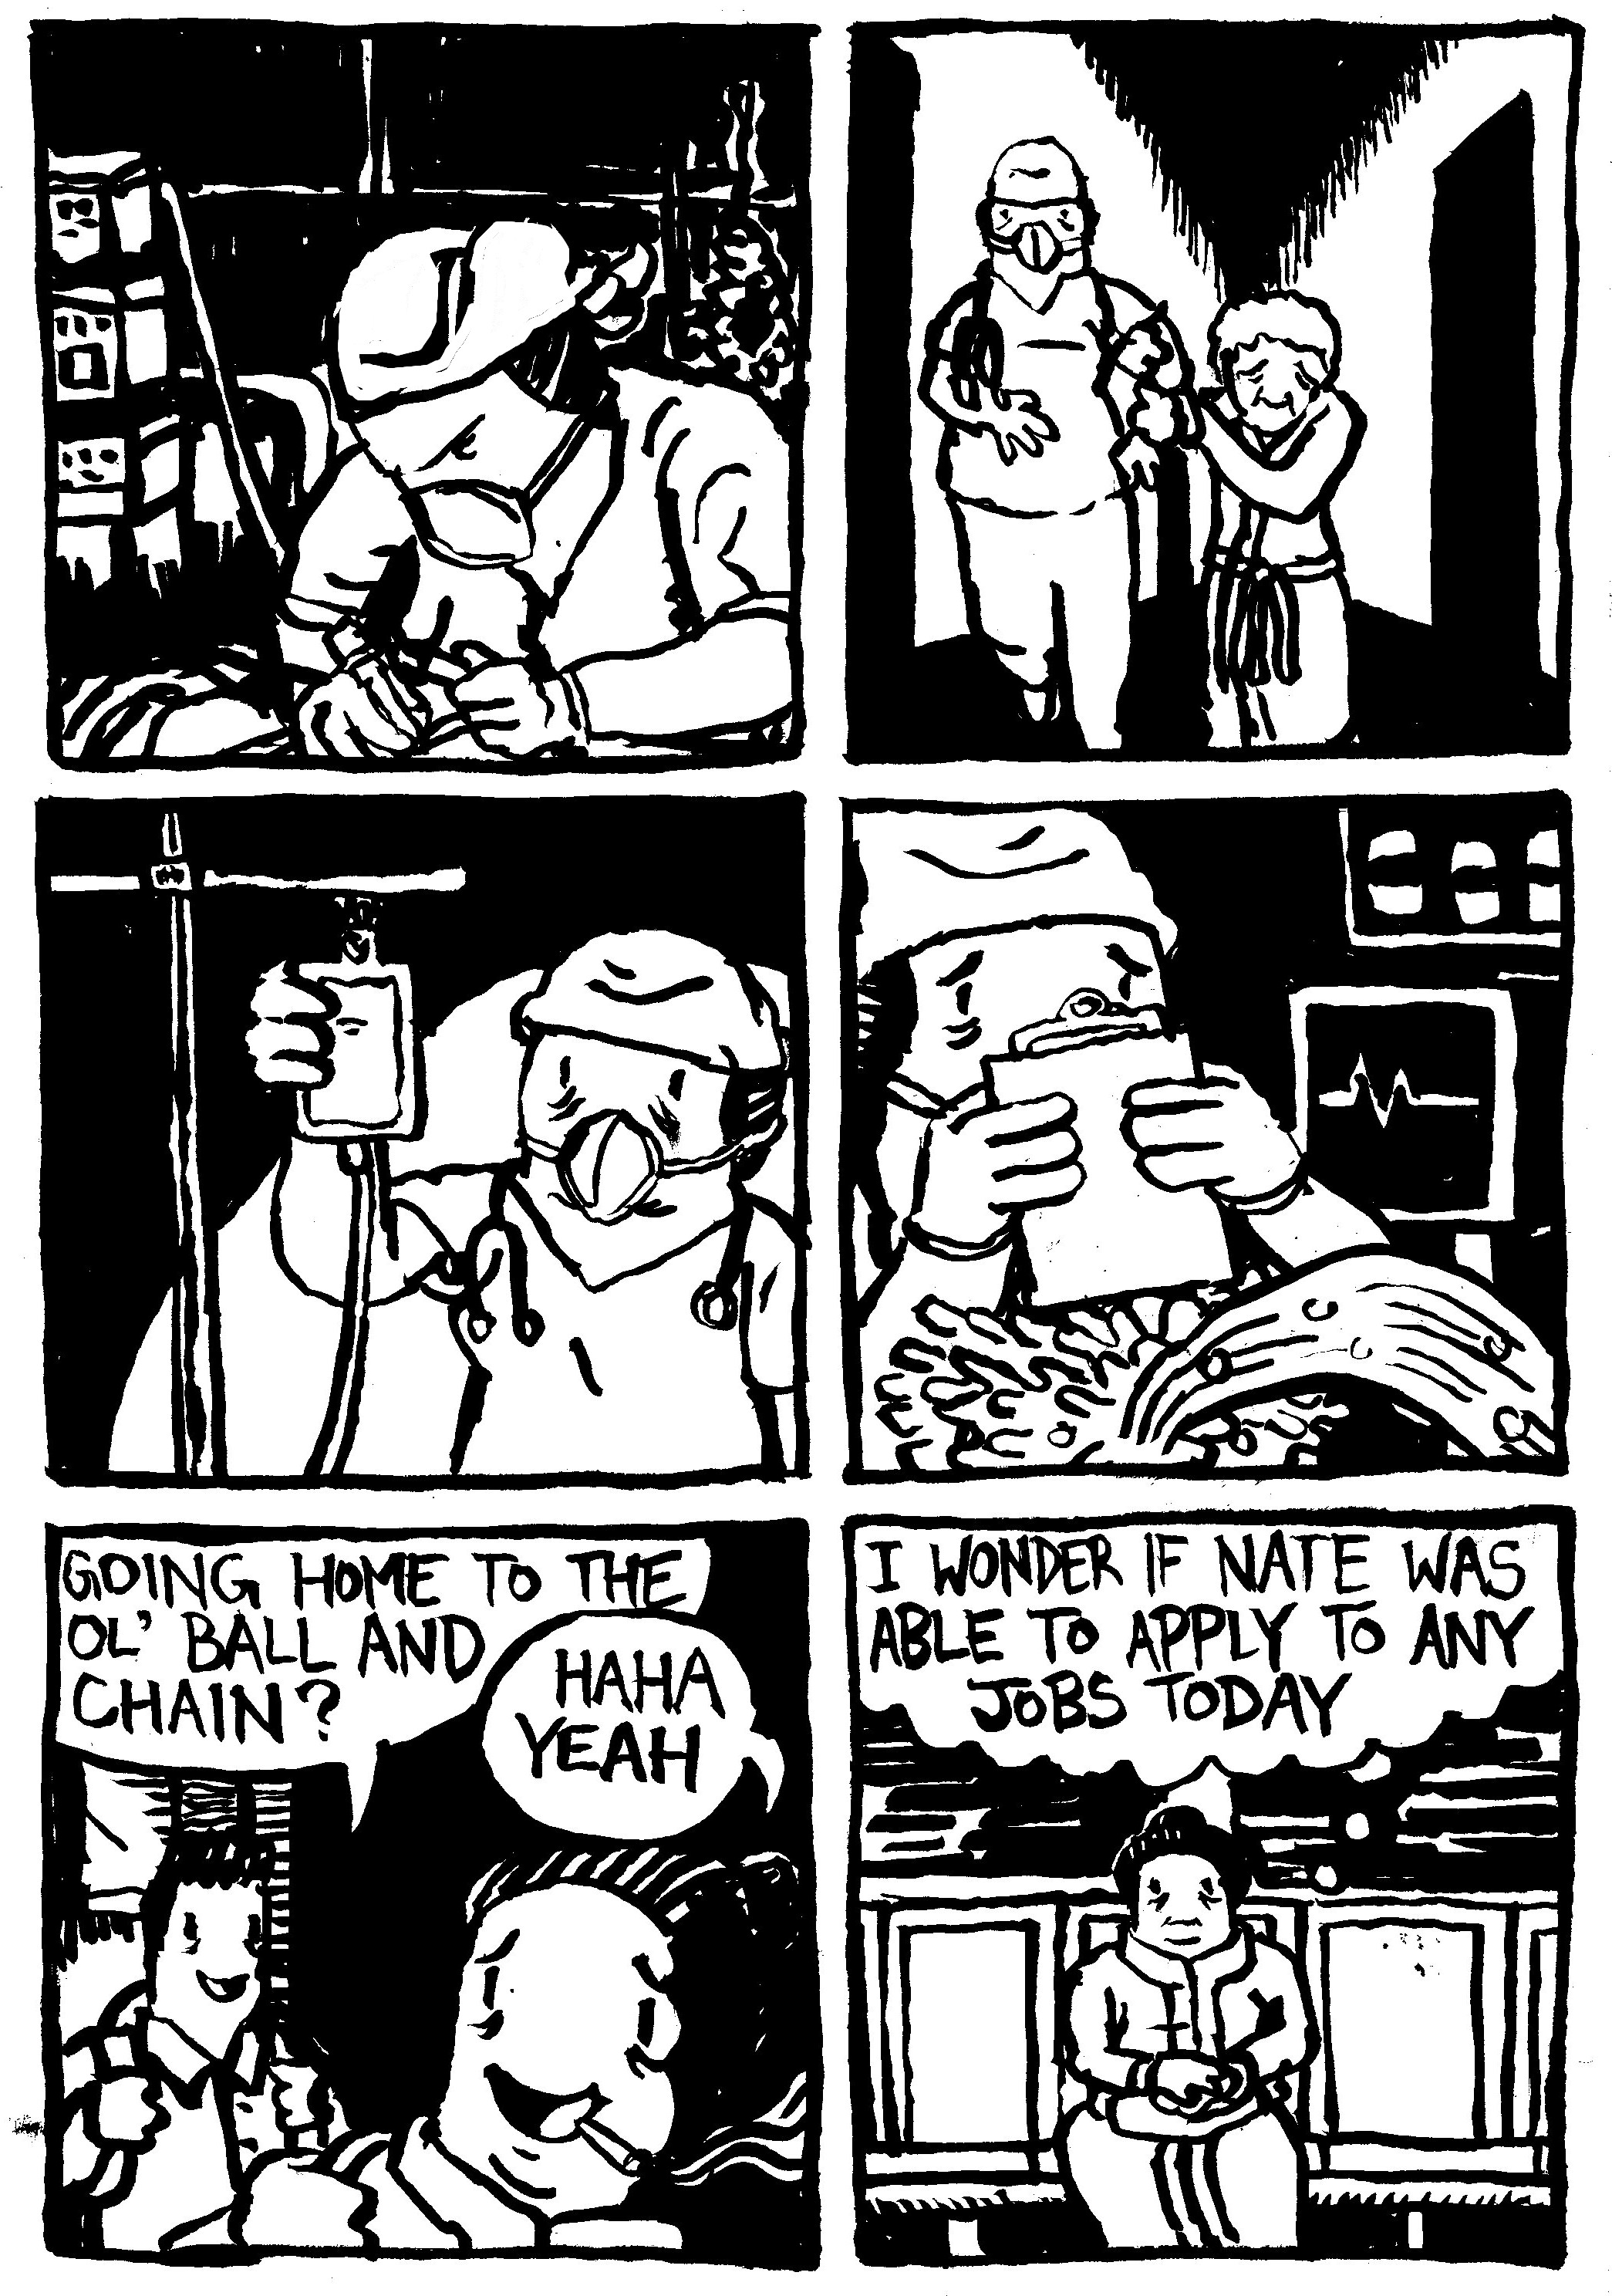 GOING HOME TO THE
OL' BALL AND
CHAIN?
HAHA
YEAH
I WONDER IF NATE WAS
ABLE TO APPLY TO ANY
JOBS TODAY